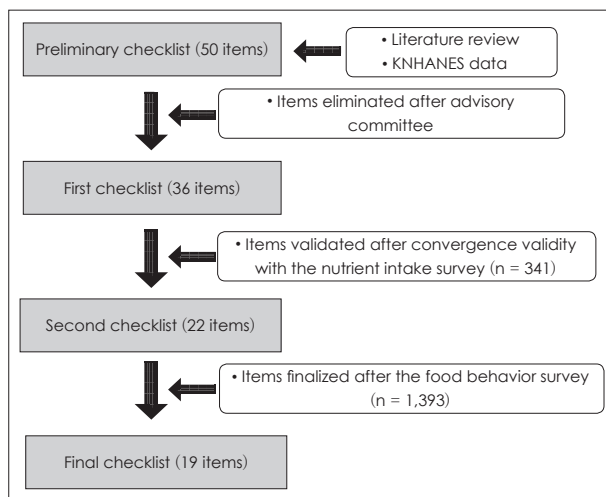 Preliminary checklist (50 items)
• Literature review
• KNHANES data
• Items eliminated after advisory
committee
First checklist (36 items)
• Items validated after convergence validity
with the nutrient intake survey (n = 341)
Second checklist (22 items)
• Items finalized after the food behavior survey
(n = 1,393)
Final checklist (19 items)